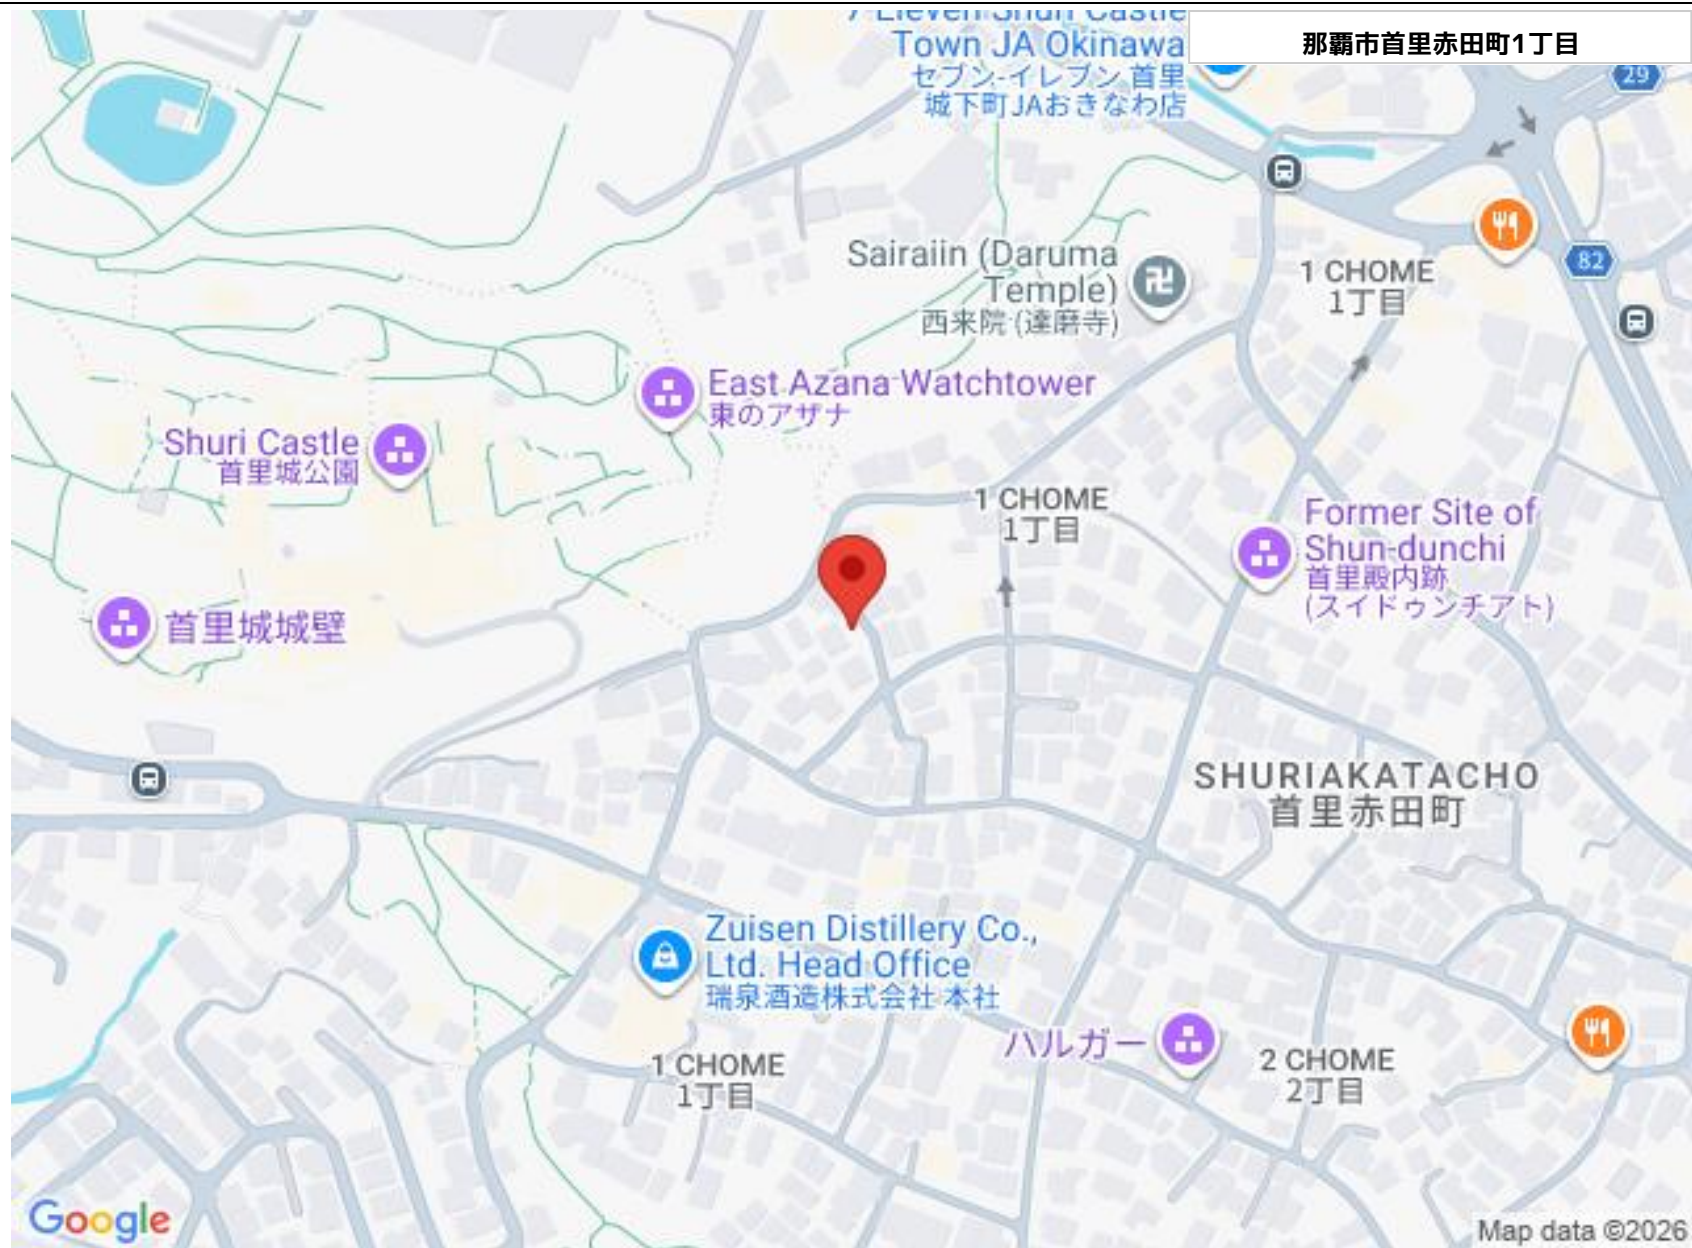 那覇市首里赤田町1丁目
7-Eleven Shuri Castle
Town JA Okinawa
セブン-イレブン 首里
城下町JAおきなわ店
29
Sairaiin (Daruma
Temple)
西来院 (達磨寺)
1 CHOME
1丁目
82
East Azana Watchtower
東のアザナ
Shuri Castle
首里城公園
1 CHOME
1丁目
Former Site of
Shun-dunchi
首里殿内跡
(スイドゥンチアト)
首里城城壁
SHURIAKATACHO
首里赤田町
Zuisen Distillery Co.,
Ltd. Head Office
瑞泉酒造株式会社 本社
ハルガー
1 CHOME
1丁目
2 CHOME
2丁目
Google
Map data ©2026